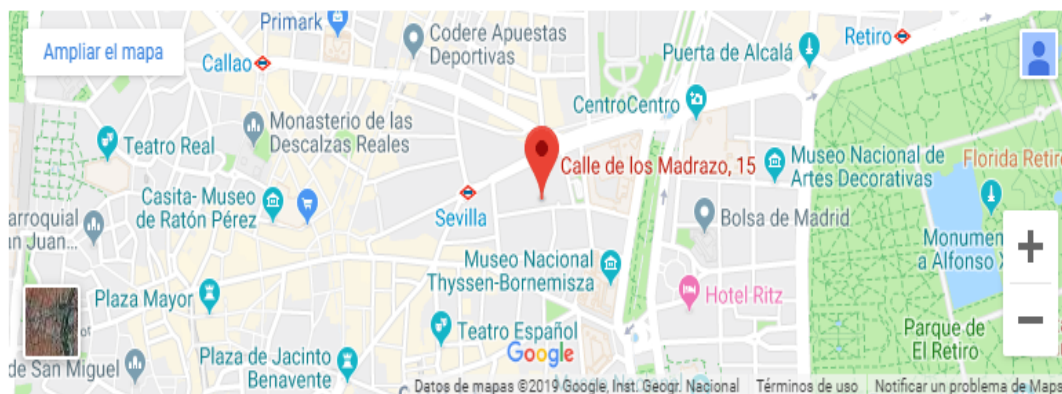 Primark
Ampliar el mapa
Codere Apuestas
Deportivas
Retiro
Puerta de Alcalá
Callao
CentroCentro
Monasterio de las
Descalzas Reales
Teatro Real
Calle de los Madrazo, 15
Museo Nacional de
Artes Decorativas
Florida Retiro
Casita- Museo
de Ratón Pérez
Sevilla
Bolsa de Madrid
arroquial
n Juan...
Monumen
a Alfonso X
Museo Nacional
Thyssen-Bornemisza
Plaza Mayor
Hotel Ritz
Teatro Español
Parque de
El Retiro
Google
Plaza de Jacinto
Benavente
de San Miguel
Datos de mapas ©2019 Google, Inst. Geogr. Nacional
Términos de uso
Notificar un problema de Maps